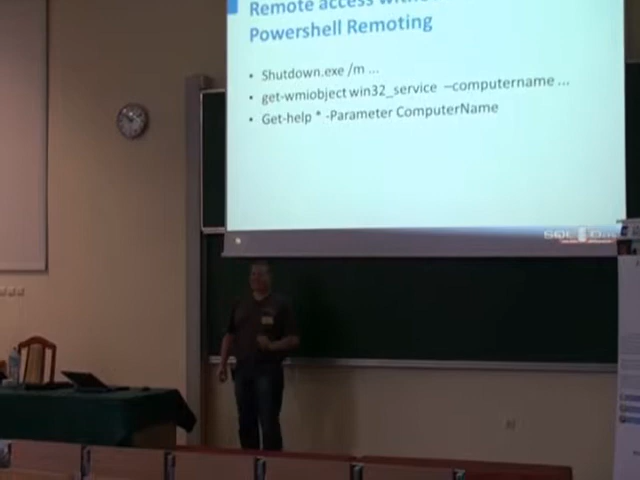 Remote access
Powershell Remoting
• Shutdown.exe /m ...
• get-wmiobject win32_service –computername ...
• Get-help * -Parameter ComputerName